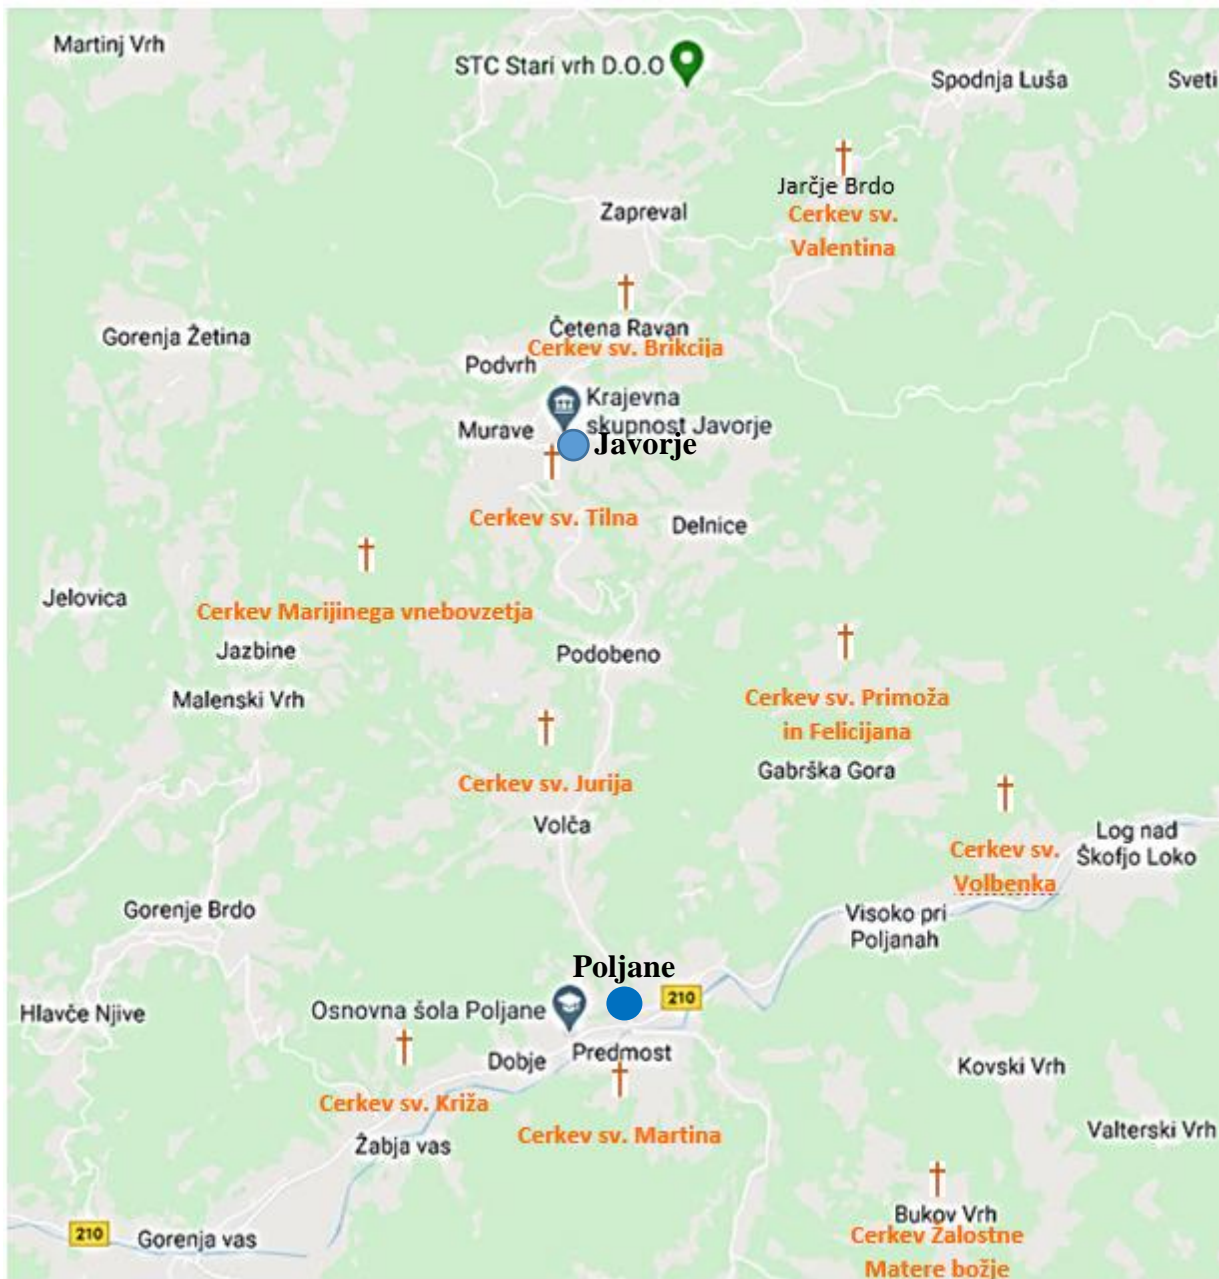 Martinj Vrh
STC Stari vrh D.O.O
Spodnja Luša
Sveti
Jarčje Brdo
Cerkev sv.
Valentina
Zapreval
Četena Ravan
Cerkev sv. Brikcija
Gorenja Žetina
Podvrh
Krajevna
skupnost Javorje
Murave
Javorje
Cerkev sv. Tilna
Delnice
Jelovica
Cerkev Marijinega vnebovzetja
Jazbine
Podobeno
Malenski Vrh
Cerkev sv. Primoža
in Felicijana
Gabrška Gora
Cerkev sv. Jurija
Volča
Log nad
Škofjo Loko
Cerkev sv.
Volbenka
Gorenje Brdo
Visoko pri
Poljanah
Poljane
210
Osnovna šola Poljane
Hlavče Njive
Dobje
Predmost
Kovski Vrh
Cerkev sv. Križa
Cerkev sv. Martina
Žabja vas
Valterski Vrh
Bukov Vrh
Cerkev Žalostne
Matere božje
210
Gorenja vas